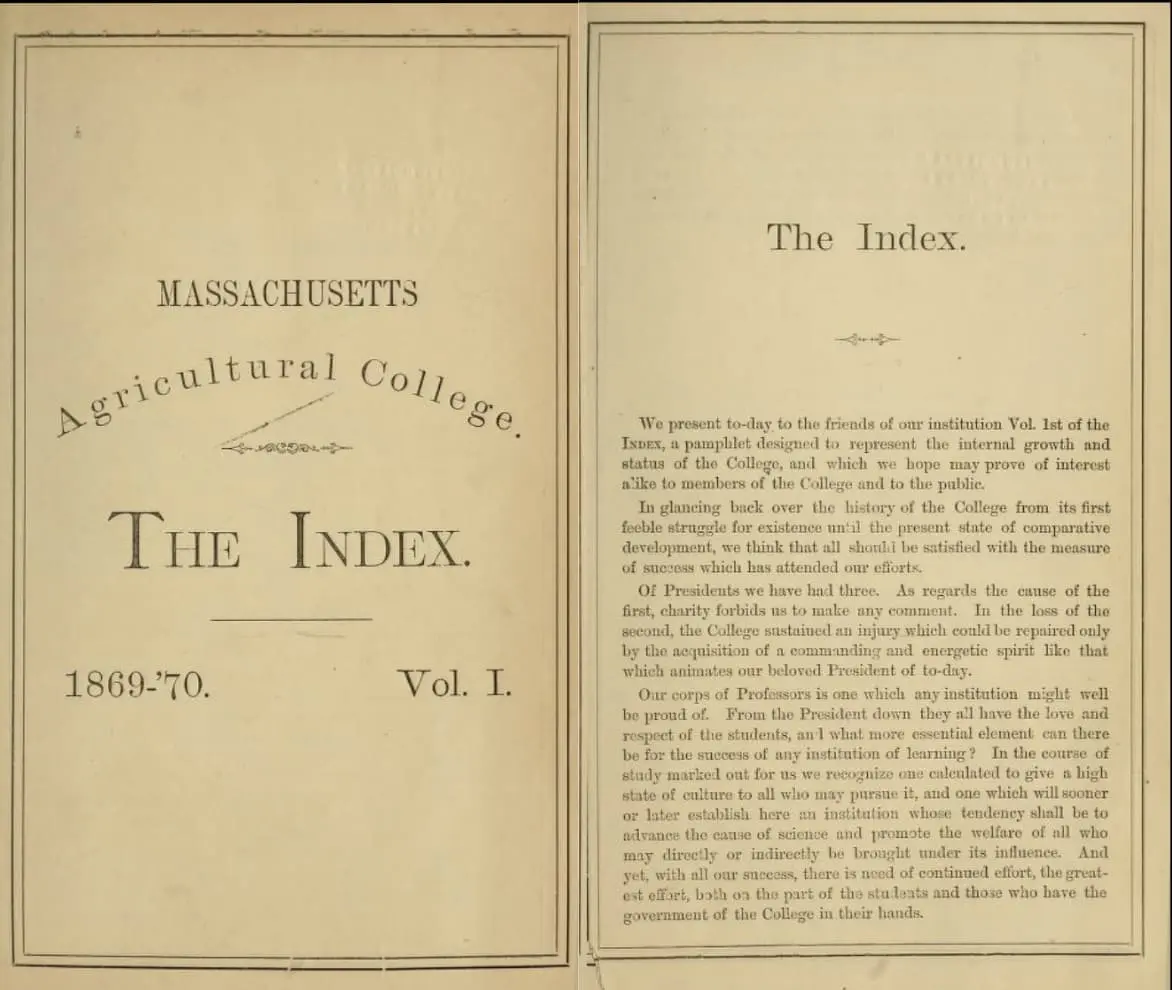 MASSACHUSETTS
Agricultural College.
THE INDEX.
1869-'70. Vol. I.
The Index.
We present to-day to the friends of our institution Vol. 1st of the
INDEX, a pamphlet designed to represent the internal growth and
status of the College, and which we hope may prove of interest
alike to members of the College and to the public.
In glancing back over the history of the College from its first
feeble struggle for existence until the present state of comparative
development, we think that all should be satisfied with the measure
of success which has attended our efforts.
Of Presidents we have had three. As regards the cause of the
first, charity forbids us to make any comment. In the loss of the
second, the College sustained an injury which could be repaired only
by the acquisition of a commanding and energetic spirit like that
which animates our beloved President of to-day.
Our corps of Professors is one which any institution might well
be proud of. From the President down they all have the love and
respect of the students, and what more essential element can there
be for the success of any institution of learning? In the course of
study marked out for us we recognize one calculated to give a high
state of culture to all who may pursue it, and one which will sooner
or later establish here an institution whose tendency shall be to
advance the cause of science and promote the welfare of all who
may directly or indirectly be brought under its influence. And
yet, with all our success, there is need of continued effort, the great-
est effort, both on the part of the students and those who have the
government of the College in their hands.